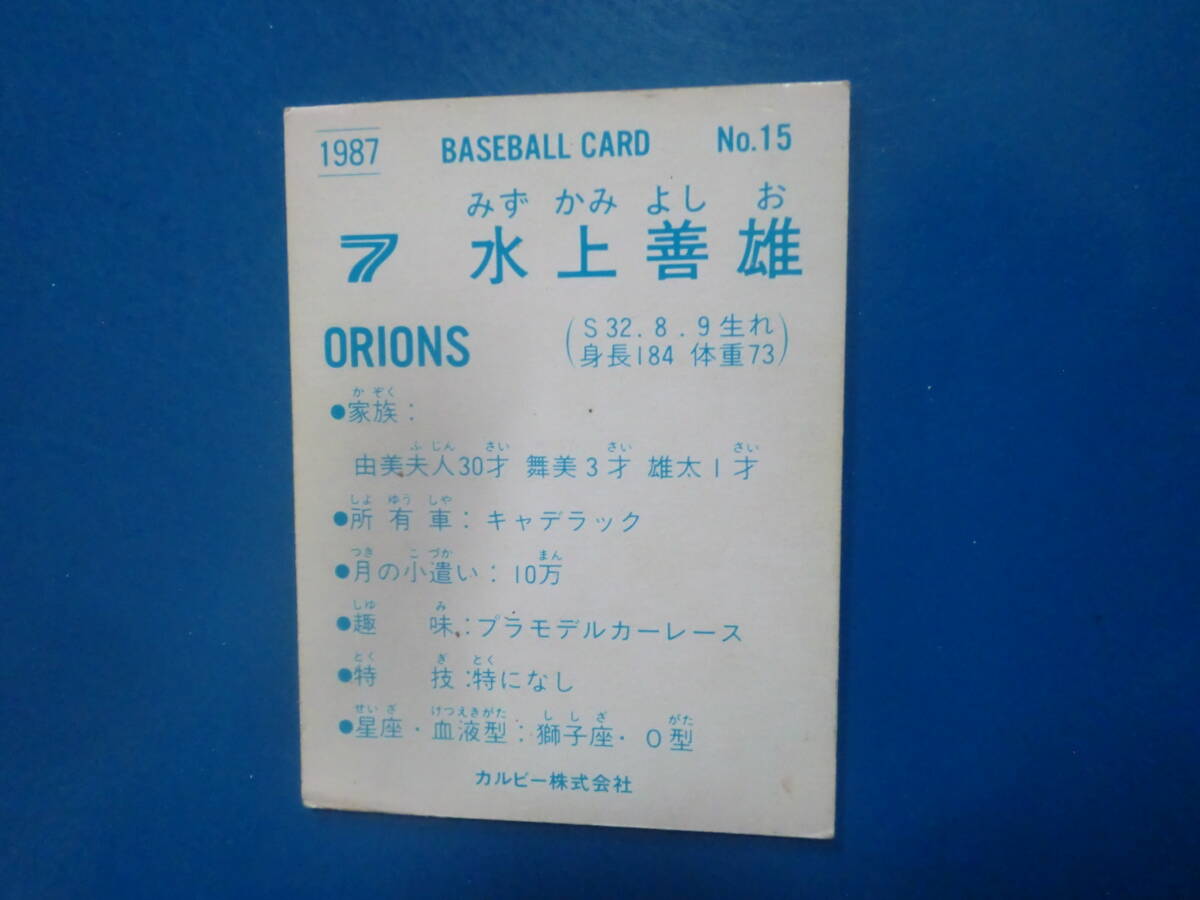 1987 BASEBALL CARD No.15
みず かみ よし お
7 水上善雄
ORIONS
(S32.8.9生れ
身長184 体重73)
かぞく
●家族:
ふじん さい さい さい
由美夫人30才 舞美3才 雄太1才
しよ ゆう しや
●所有車:キャデラック
つき こ づか まん
●月の小遣い:10万
しゆ み
●趣味:プラモデルカーレース
とく ぎ とく
●特技:特になし
せいざ けつえきがた ししざ がた
●星座・血液型:獅子座・O型
カルビー株式会社